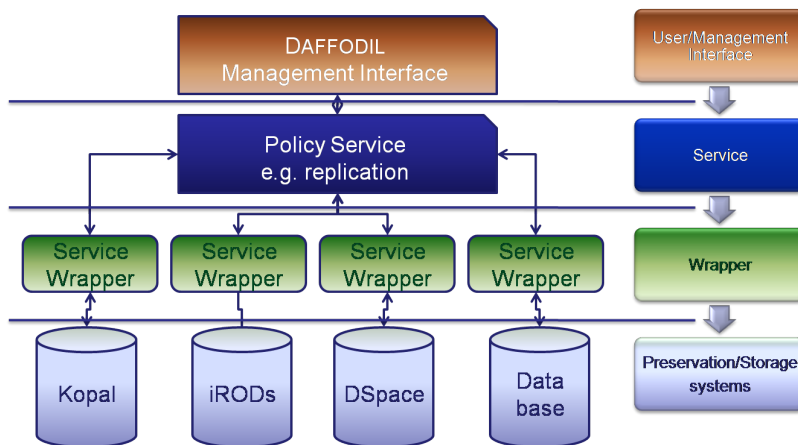 DAFFODIL
Management Interface
User/Management
Interface
Policy Service
e.g. replication
Service
Service
Wrapper
Service
Wrapper
Service
Wrapper
Service
Wrapper
Wrapper
Kopal
iRODs
DSpace
Data
base
Preservation/Storage
systems